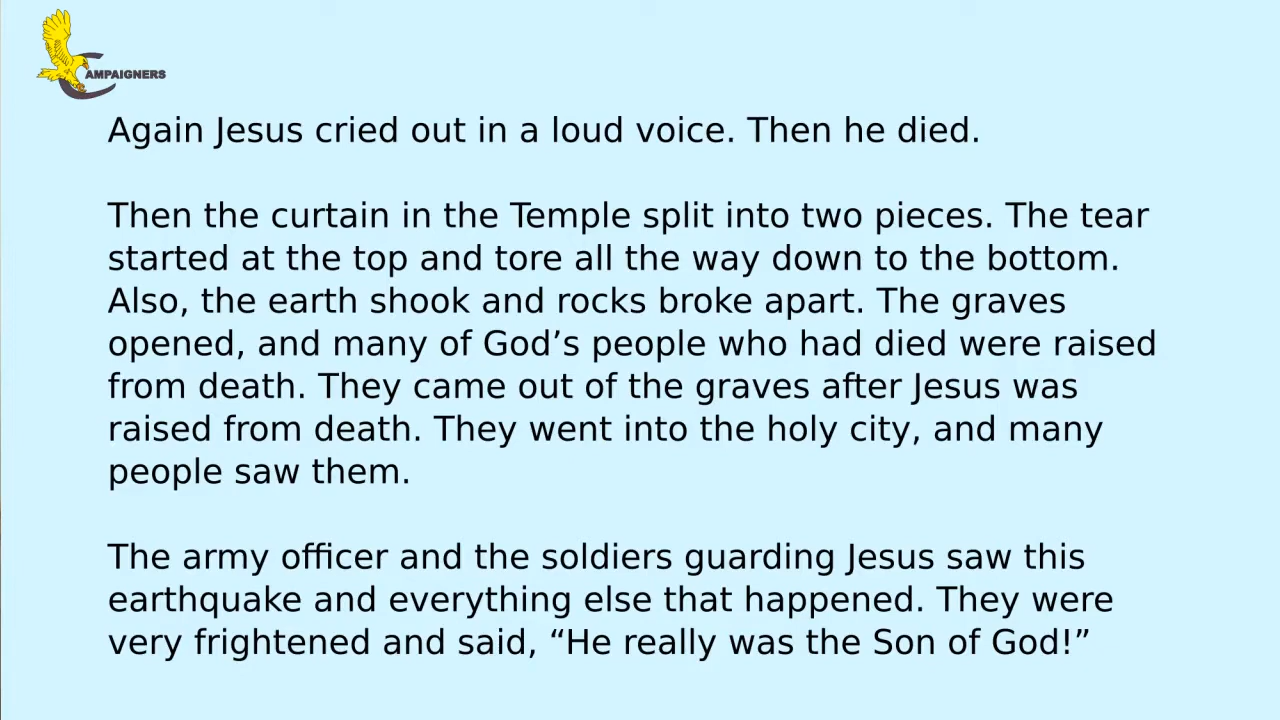 CAMPAIGNERS
Again Jesus cried out in a loud voice. Then he died.
Then the curtain in the Temple split into two pieces. The tear
started at the top and tore all the way down to the bottom.
Also, the earth shook and rocks broke apart. The graves
opened, and many of God’s people who had died were raised
from death. They came out of the graves after Jesus was
raised from death. They went into the holy city, and many
people saw them.
The army officer and the soldiers guarding Jesus saw this
earthquake and everything else that happened. They were
very frightened and said, “He really was the Son of God!”